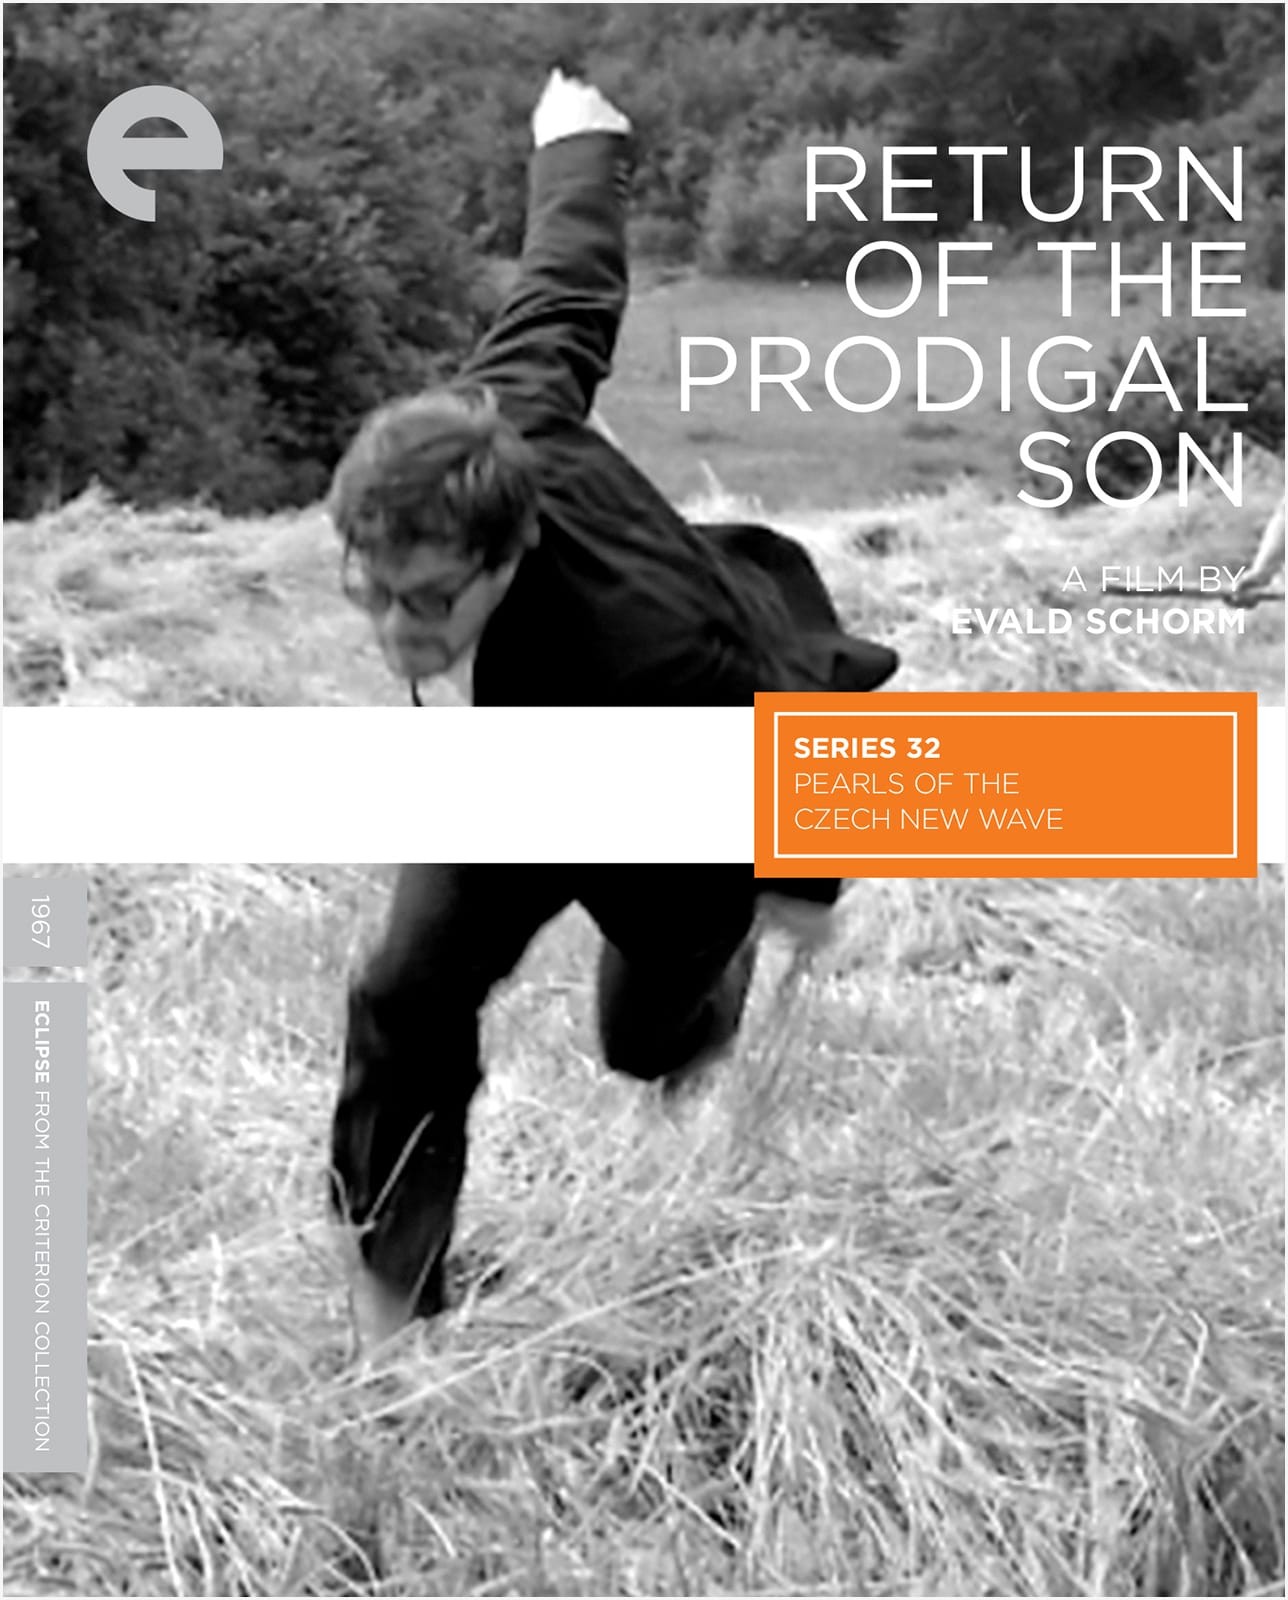 e
RETURN
OF THE
PRODIGAL
SON
A FILM BY
EVALD SCHORM
SERIES 32
PEARLS OF THE
CZECH NEW WAVE
1967
ECLIPSE FROM THE CRITERION COLLECTION